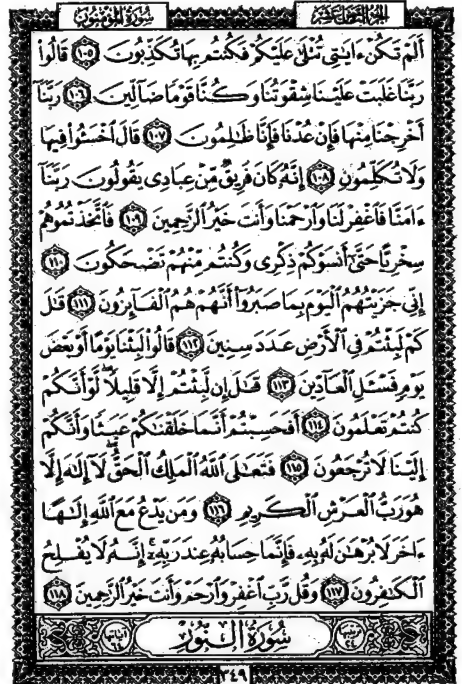 الجزء الثامن عشر سورة المؤمنون
أَلَمْ تَكُنْ ءَايَٰتِى تُتْلَىٰ عَلَيْكُمْ فَكُنتُم بِهَا تُكَذِّبُونَ ١٠٥ قَالُوا۟
رَبَّنَا غَلَبَتْ عَلَيْنَا شِقْوَتُنَا وَكُنَّا قَوْمًا ضَآلِّينَ ١٠٦ رَبَّنَآ
أَخْرِجْنَا مِنْهَا فَإِنْ عُدْنَا فَإِنَّا ظَٰلِمُونَ ١٠٧ قَالَ ٱخْسَـُٔوا۟ فِيهَا
وَلَا تُكَلِّمُونِ ١٠٨ إِنَّهُۥ كَانَ فَرِيقٌ مِّنْ عِبَادِى يَقُولُونَ رَبَّنَآ
ءَامَنَّا فَٱغْفِرْ لَنَا وَٱرْحَمْنَا وَأَنتَ خَيْرُ ٱلرَّٰحِمِينَ ١٠٩ فَٱتَّخَذْتُمُوهُمْ
سِخْرِيًّا حَتَّىٰٓ أَنسَوْكُمْ ذِكْرِى وَكُنتُم مِّنْهُمْ تَضْحَكُونَ ١١٠
إِنِّى جَزَيْتُهُمُ ٱلْيَوْمَ بِمَا صَبَرُوٓا۟ أَنَّهُمْ هُمُ ٱلْفَآئِزُونَ ١١١ قَٰلَ
كَمْ لَبِثْتُمْ فِى ٱلْأَرْضِ عَدَدَ سِنِينَ ١١٢ قَالُوا۟ لَبِثْنَا يَوْمًا أَوْ بَعْضَ
يَوْمٍ فَسْـَٔلِ ٱلْعَآدِّينَ ١١٣ قَٰلَ إِن لَّبِثْتُمْ إِلَّا قَلِيلًا ۖ لَّوْ أَنَّكُمْ
كُنتُمْ تَعْلَمُونَ ١١٤ أَفَحَسِبْتُمْ أَنَّمَا خَلَقْنَٰكُمْ عَبَثًا وَأَنَّكُمْ
إِلَيْنَا لَا تُرْجَعُونَ ١١٥ فَتَعَٰلَى ٱللَّهُ ٱلْمَلِكُ ٱلْحَقُّ ۖ لَآ إِلَٰهَ إِلَّا
هُوَ رَبُّ ٱلْعَرْشِ ٱلْكَرِيمِ ١١٦ وَمَن يَدْعُ مَعَ ٱللَّهِ إِلَٰهًا
ءَاخَرَ لَا بُرْهَٰنَ لَهُۥ بِهِۦ فَإِنَّمَا حِسَابُهُۥ عِندَ رَبِّهِۦٓ ۚ إِنَّهُۥ لَا يُفْلِحُ
ٱلْكَٰفِرُونَ ١١٧ وَقُل رَّبِّ ٱغْفِرْ وَٱرْحَمْ وَأَنتَ خَيْرُ ٱلرَّٰحِمِينَ ١١٨
سُورَةُ النُّورِ
٣٤٩